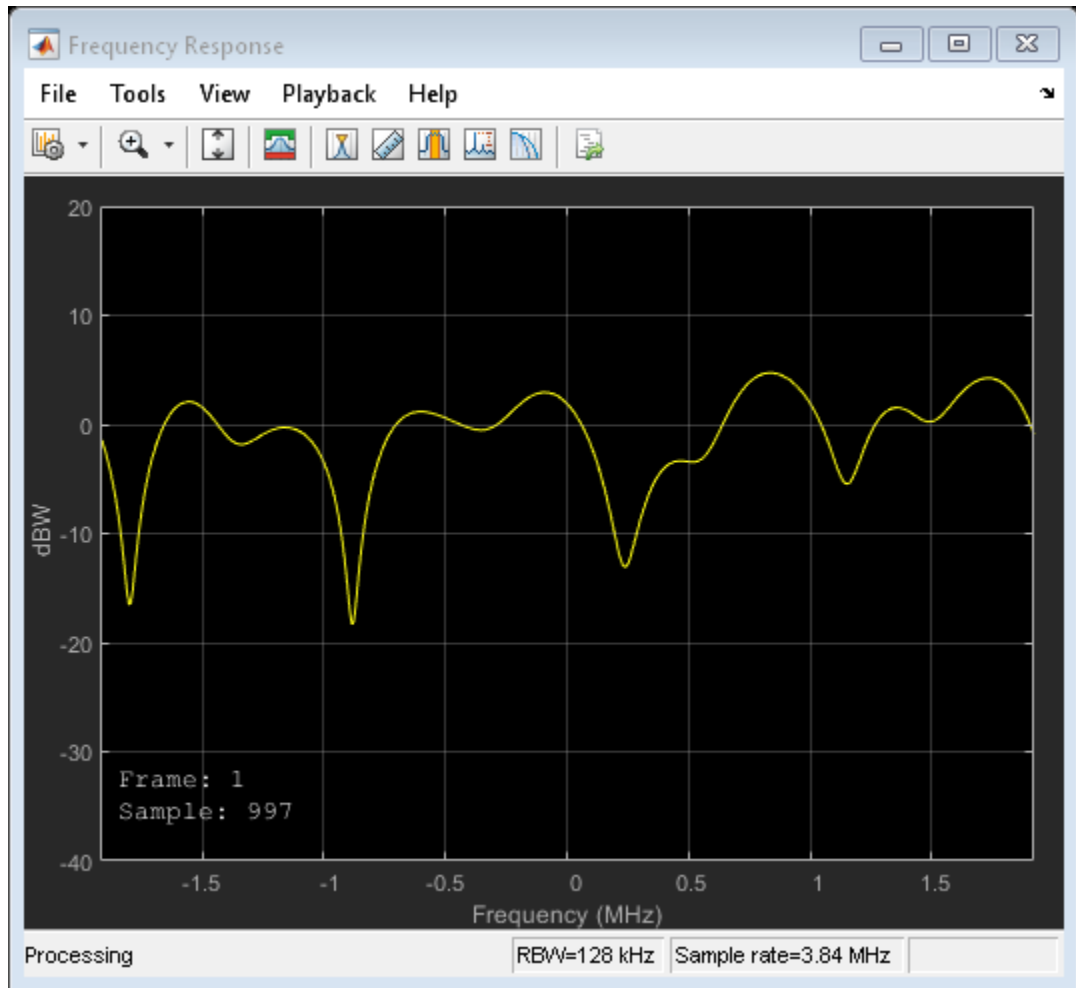 Frequency Response
File Tools View Playback Help
20
10
0
-10
-20
-30
-40
dBW
Frame: 1
Sample: 997
-1.5 -1 -0.5 0 0.5 1 1.5
Frequency (MHz)
Processing RBW=128 kHz Sample rate=3.84 MHz